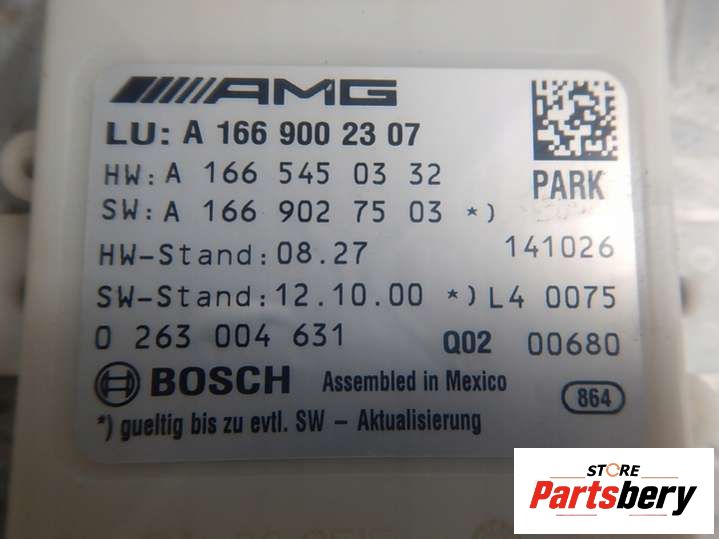 AMG
LU: A 166 900 23 07
HW: A 166 545 03 32
PARK
SW: A 166 902 75 03 *)
HW-Stand: 08.27 141026
SW-Stand: 12.10.00 *) L4 0075
0 263 004 631 Q02 00680
BOSCH Assembled in Mexico 864
*) gueltig bis zu evtl. SW - Aktualisierung
STORE
Partsbery